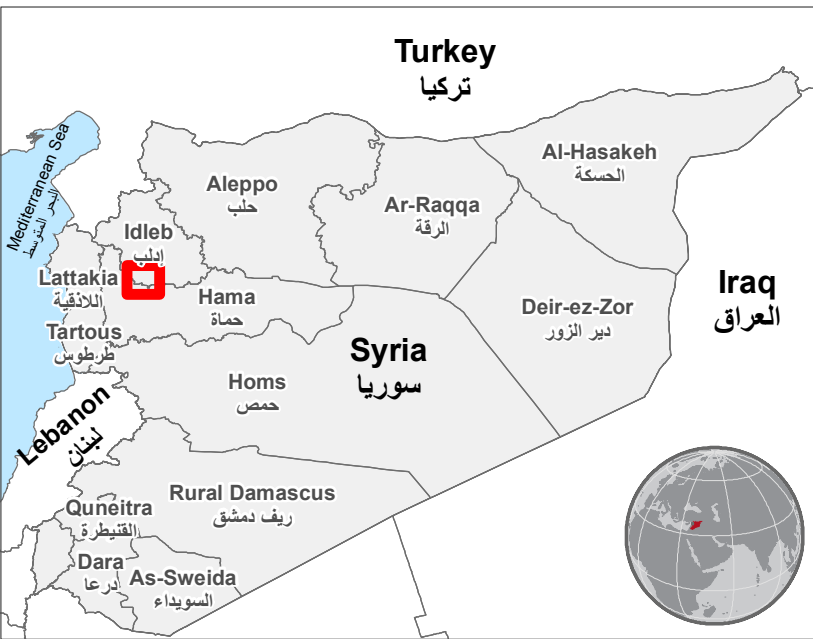 Turkey
تركيا
Mediterranean Sea
البحر المتوسط
Al-Hasakeh
الحسكة
Aleppo
حلب
Ar-Raqqa
الرقة
Idleb
إدلب
Lattakia
اللاذقية
Hama
حماة
Iraq
العراق
Deir-ez-Zor
دير الزور
Tartous
طرطوس
Syria
سوريا
Homs
حمص
Lebanon
لبنان
Rural Damascus
ريف دمشق
Quneitra
القنيطرة
Dara
درعا
As-Sweida
السويداء